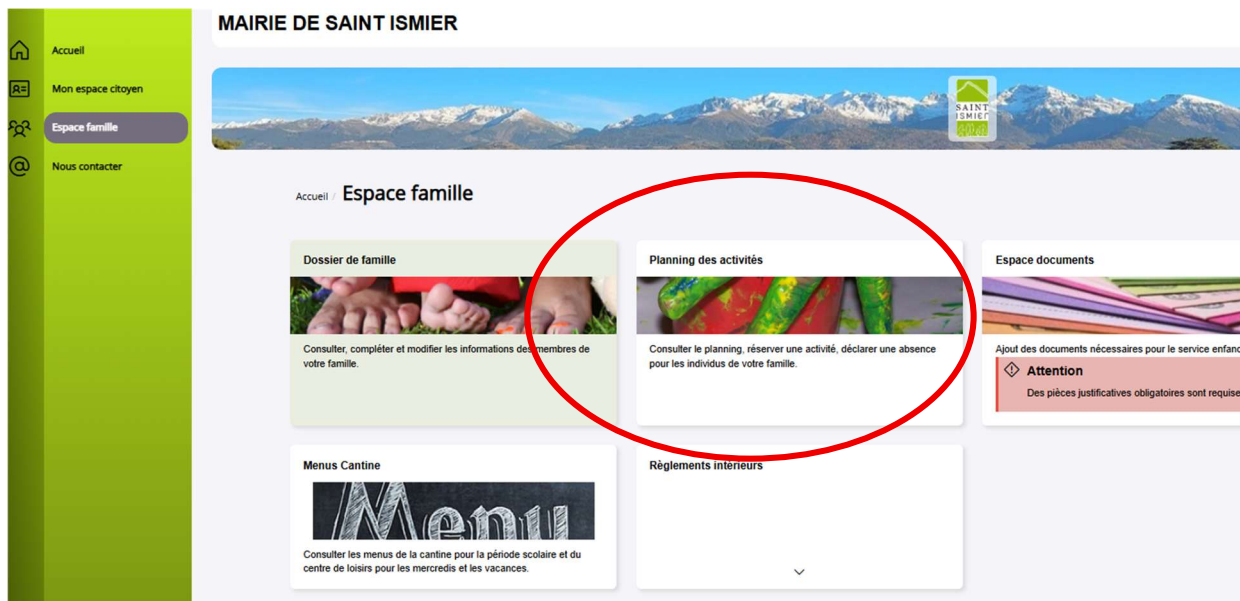 MAIRIE DE SAINT ISMIER
Accueil
Mon espace citoyen
Espace famille
Nous contacter
SAINT
ISMIER
Accueil / Espace famille
Dossier de famille
Consulter, compléter et modifier les informations des membres de
votre famille.
Planning des activités
Consulter le planning, réserver une activité, déclarer une absence
pour les individus de votre famille.
Espace documents
Ajout des documents nécessaires pour le service enfanc
Attention
Des pièces justificatives obligatoires sont requise
Menus Cantine
Menu
Consulter les menus de la cantine pour la période scolaire et du
centre de loisirs pour les mercredis et les vacances.
Règlements intérieurs